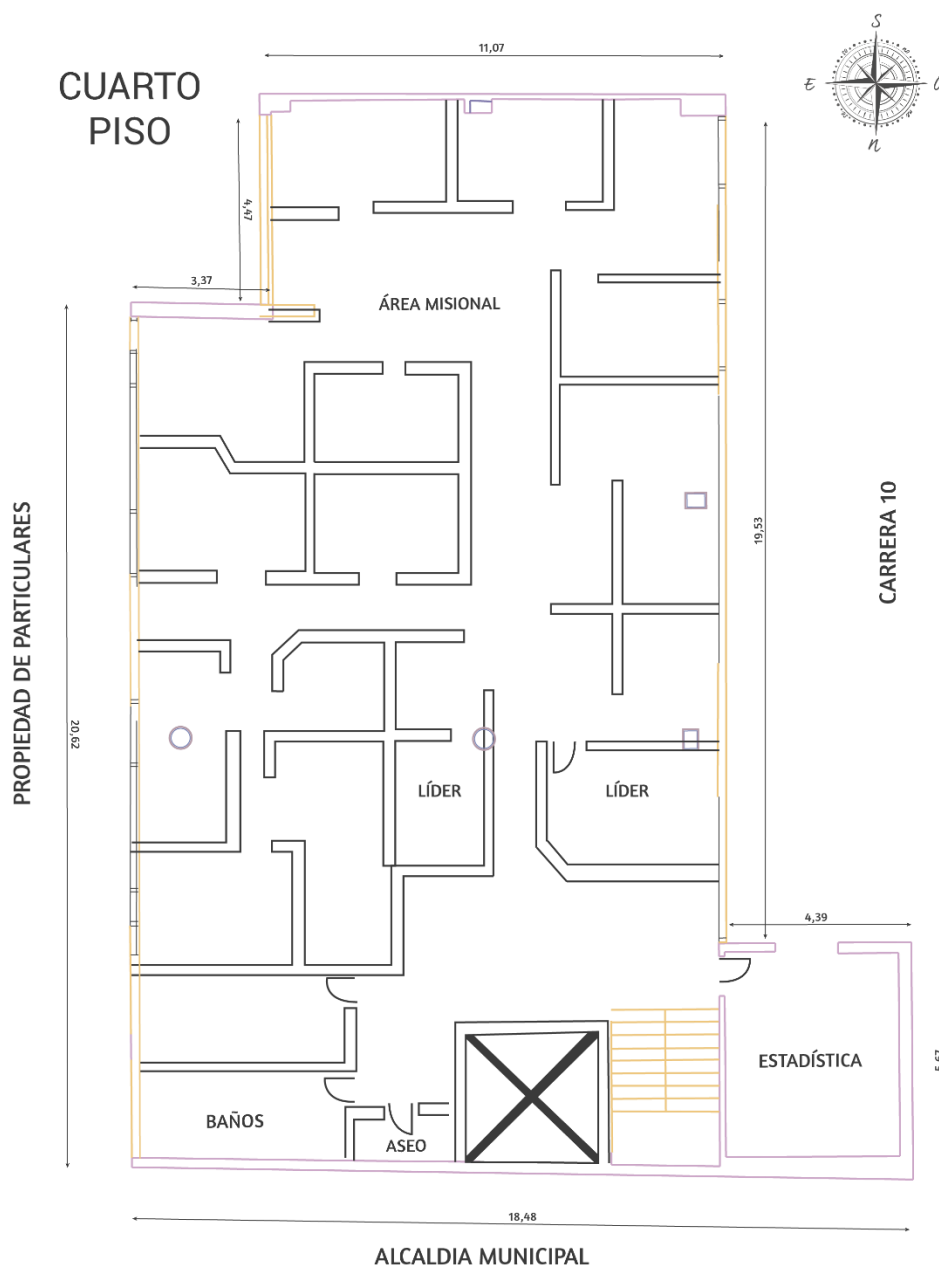 11,07
S
CUARTO
PISO
E
n
4,47
3,37
ÁREA MISIONAL
PROPIEDAD DE PARTICULARES
20,62
19,53
CARRERA 10
LÍDER
LÍDER
4,39
ESTADÍSTICA
BAÑOS
ASEO
18,48
ALCALDIA MUNICIPAL